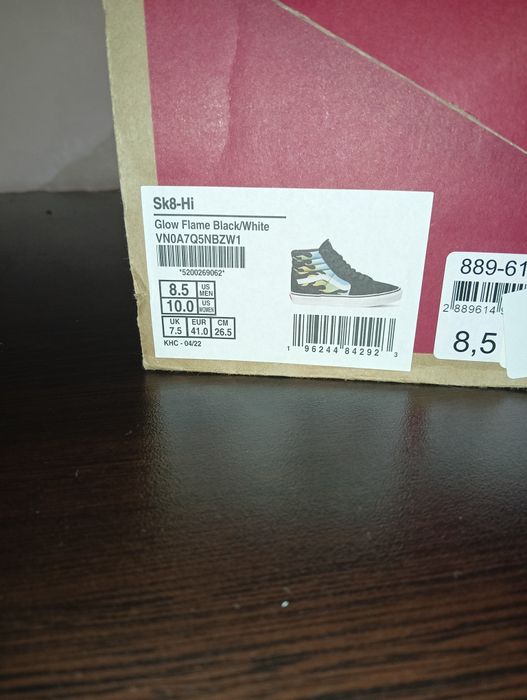 Sk8-Hi
Glow Flame Black/White
VN0A7Q5NBZW1
*5200269062*
8.5 US MEN
10.0 US WOMEN
UK EUR CM
7.5 41.0 26.5
KHC - 04/22
1 96244 84292 3
889-61
2 889614
8,5